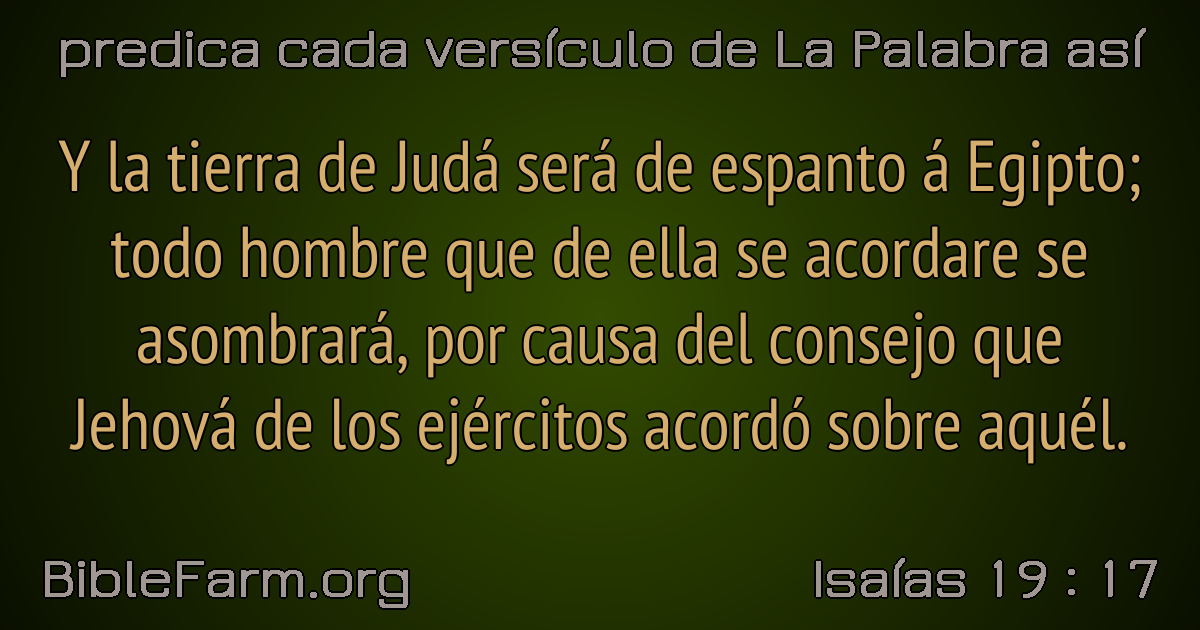 predica cada versículo de La Palabra así
Y la tierra de Judá será de espanto á Egipto;
todo hombre que de ella se acordare se
asombrará, por causa del consejo que
Jehová de los ejércitos acordó sobre aquél.
BibleFarm.org
Isaías 19 : 17